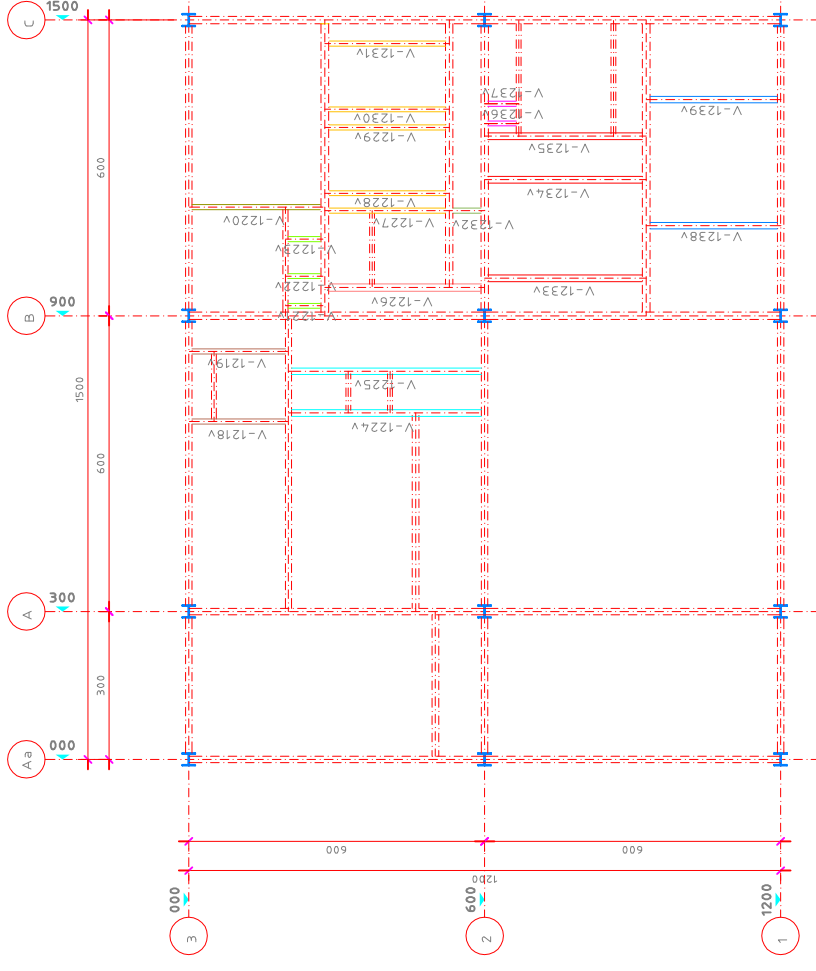 C
1500
V-1231v
V-1237v
V-1236v
V-1239v
V-1230v
V-1229v
V-1235v
600
V-1234v
V-1228v
V-1220v
V-1227v
V-1232v
V-1238v
V-1223v
V-1222v
V-1233v
V-1226v
B
900
V-1221v
V-1219v
1500
V-1225v
V-1224v
V-1218v
600
A
300
300
Aa
000
600
600
1200
000
600
1200
3
2
1